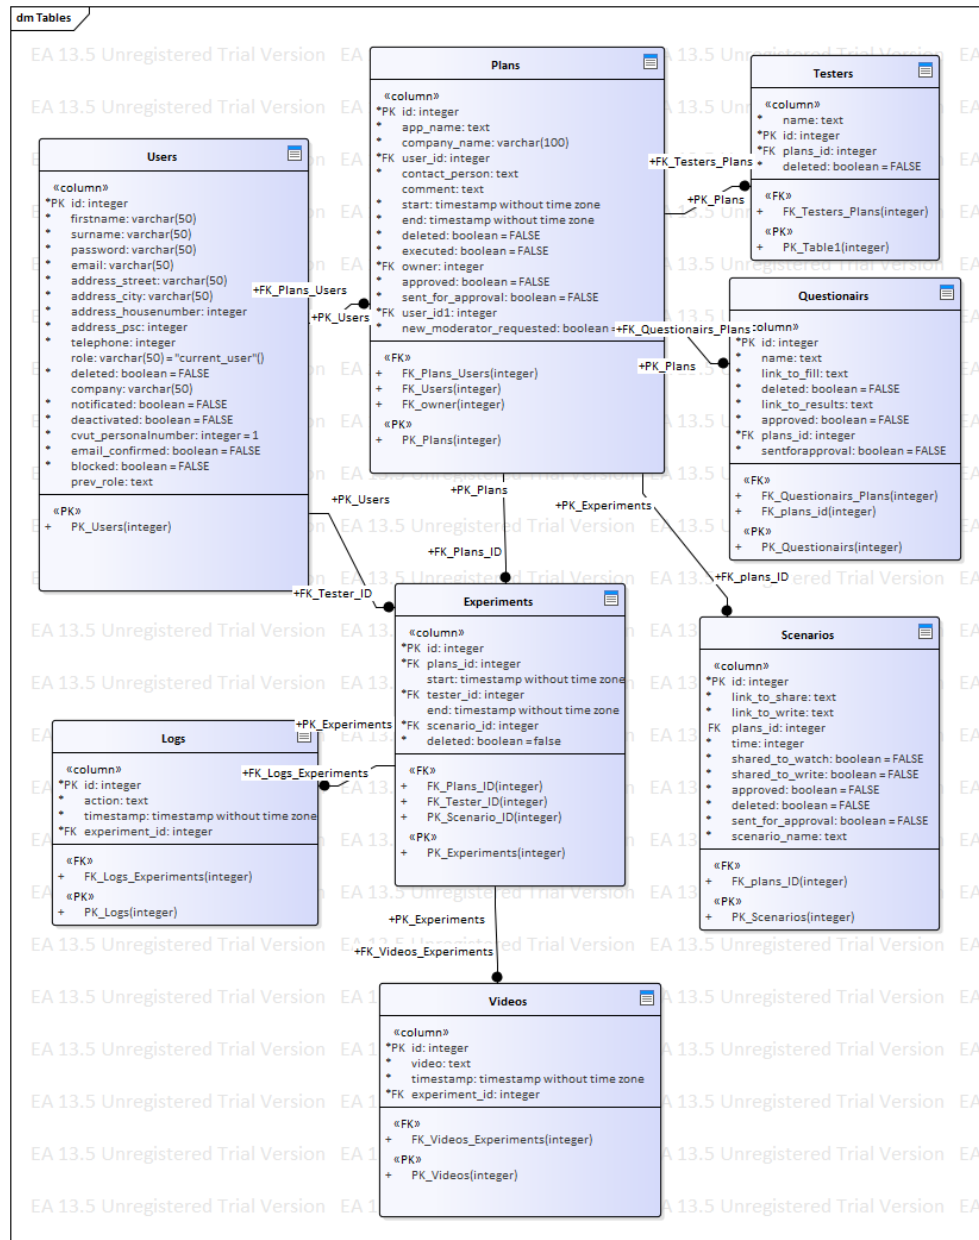 dm Tables
EA 13.5 Unregistered Trial Version
Plans
«column»
*PK id: integer
* app_name: text
* company_name: varchar(100)
*FK user_id: integer
* contact_person: text
comment: text
* start: timestamp without time zone
* end: timestamp without time zone
* deleted: boolean = FALSE
* executed: boolean = FALSE
*FK owner: integer
* approved: boolean = FALSE
* sent_for_approval: boolean = FALSE
*FK user_id1: integer
* new_moderator_requested: boolean =
«FK»
+ FK_Plans_Users(integer)
+ FK_Users(integer)
+ FK_owner(integer)
«PK»
+ PK_Plans(integer)
Testers
«column»
* name: text
*PK id: integer
*FK plans_id: integer
* deleted: boolean = FALSE
«FK»
+ FK_Testers_Plans(integer)
«PK»
+ PK_Table1(integer)
+FK_Testers_Plans
+PK_Plans
Users
«column»
*PK id: integer
* firstname: varchar(50)
* surname: varchar(50)
* password: varchar(50)
* email: varchar(50)
* address_street: varchar(50)
* address_city: varchar(50)
* address_housenumber: integer
* address_psc: integer
* telephone: integer
role: varchar(50) = "current_user"()
* deleted: boolean = FALSE
company: varchar(50)
* notificated: boolean = FALSE
* deactivated: boolean = FALSE
* cvut_personalnumber: integer = 1
* email_confirmed: boolean = FALSE
* blocked: boolean = FALSE
prev_role: text
«PK»
+ PK_Users(integer)
+FK_Plans_Users
+PK_Users
Questionairs
column»
*PK id: integer
* name: text
* link_to_fill: text
* deleted: boolean = FALSE
* link_to_results: text
* approved: boolean = FALSE
*FK plans_id: integer
* sentforapproval: boolean = FALSE
«FK»
+ FK_Questionairs_Plans(integer)
+ FK_plans_id(integer)
«PK»
+ PK_Questionairs(integer)
+FK_Questionairs_Plans
+PK_Plans
+PK_Plans
+FK_Plans_ID
+PK_Users
+FK_Tester_ID
+PK_Experiments
+FK_plans_ID
Experiments
«column»
*PK id: integer
*FK plans_id: integer
start: timestamp without time zone
*FK tester_id: integer
end: timestamp without time zone
*FK scenario_id: integer
* deleted: boolean = false
«FK»
+ FK_Plans_ID(integer)
+ FK_Tester_ID(integer)
+ PK_Scenario_ID(integer)
«PK»
+ PK_Experiments(integer)
Scenarios
«column»
*PK id: integer
* link_to_share: text
* link_to_write: text
FK plans_id: integer
* time: integer
* shared_to_watch: boolean = FALSE
* shared_to_write: boolean = FALSE
* approved: boolean = FALSE
* deleted: boolean = FALSE
* sent_for_approval: boolean = FALSE
* scenario_name: text
«FK»
+ FK_plans_ID(integer)
«PK»
+ PK_Scenarios(integer)
+PK_Experiments
+FK_Logs_Experiments
Logs
«column»
*PK id: integer
* action: text
* timestamp: timestamp without time zone
*FK experiment_id: integer
«FK»
+ FK_Logs_Experiments(integer)
«PK»
+ PK_Logs(integer)
+PK_Experiments
+FK_Videos_Experiments
Videos
«column»
*PK id: integer
* video: text
* timestamp: timestamp without time zone
*FK experiment_id: integer
«FK»
+ FK_Videos_Experiments(integer)
«PK»
+ PK_Videos(integer)